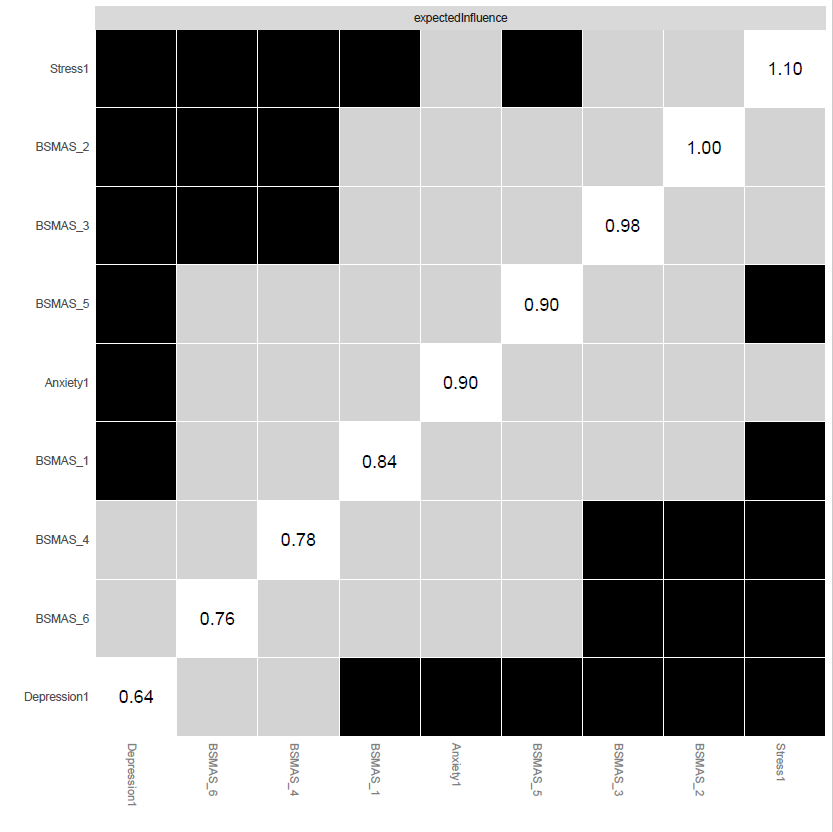 expectedInfluence
Stress1
1.10
BSMAS_2
1.00
BSMAS_3
0.98
BSMAS_5
0.90
Anxiety1
0.90
BSMAS_1
0.84
BSMAS_4
0.78
BSMAS_6
0.76
Depression1
0.64
Depression1
BSMAS_6
BSMAS_4
BSMAS_1
Anxiety1
BSMAS_5
BSMAS_3
BSMAS_2
Stress1